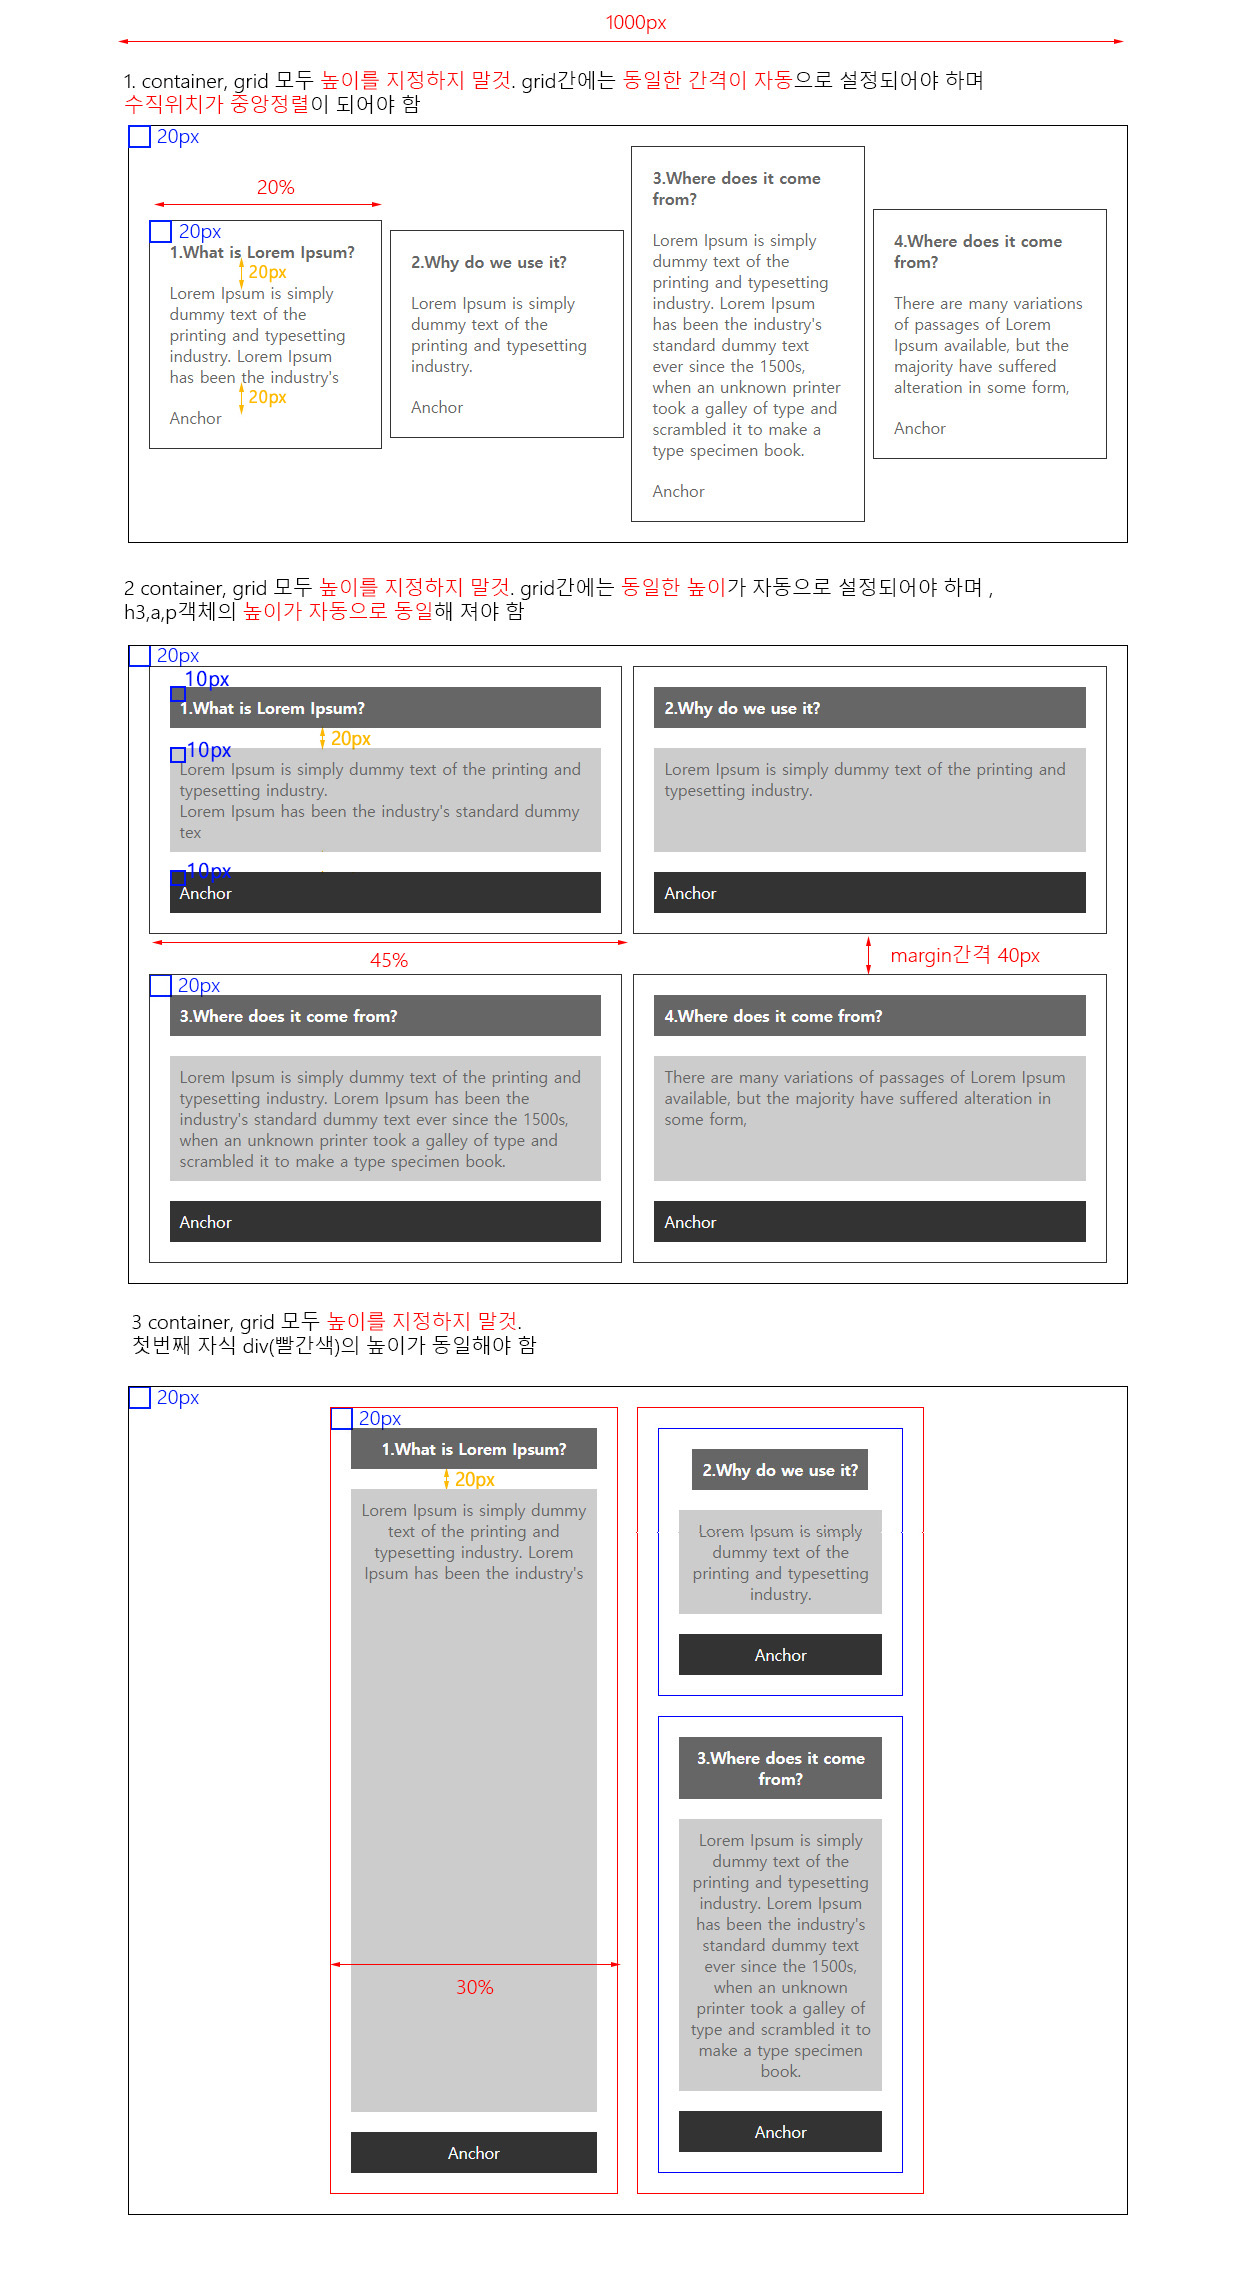 1000px
1. container, grid 모두 높이를 지정하지 말것. grid간에는 동일한 간격이 자동으로 설정되어야 하며
수직위치가 중앙정렬이 되어야 함
20px
20%
20px
1.What is Lorem Ipsum?
20px
Lorem Ipsum is simply
dummy text of the
printing and typesetting
industry. Lorem Ipsum
has been the industry's
20px
Anchor
2.Why do we use it?
Lorem Ipsum is simply
dummy text of the
printing and typesetting
industry.
Anchor
3.Where does it come
from?
Lorem Ipsum is simply
dummy text of the
printing and typesetting
industry. Lorem Ipsum
has been the industry's
standard dummy text
ever since the 1500s,
when an unknown printer
took a galley of type and
scrambled it to make a
type specimen book.
Anchor
4.Where does it come
from?
There are many variations
of passages of Lorem
Ipsum available, but the
majority have suffered
alteration in some form,
Anchor
2 container, grid 모두 높이를 지정하지 말것. grid간에는 동일한 높이가 자동으로 설정되어야 하며 ,
h3,a,p객체의 높이가 자동으로 동일해 져야 함
20px
10px
1.What is Lorem Ipsum?
20px
10px
Lorem Ipsum is simply dummy text of the printing and
typesetting industry.
Lorem Ipsum has been the industry's standard dummy
tex
10px
Anchor
2.Why do we use it?
Lorem Ipsum is simply dummy text of the printing and
typesetting industry.
Anchor
45%
margin간격 40px
20px
3.Where does it come from?
Lorem Ipsum is simply dummy text of the printing and
typesetting industry. Lorem Ipsum has been the
industry's standard dummy text ever since the 1500s,
when an unknown printer took a galley of type and
scrambled it to make a type specimen book.
Anchor
4.Where does it come from?
There are many variations of passages of Lorem Ipsum
available, but the majority have suffered alteration in
some form,
Anchor
3 container, grid 모두 높이를 지정하지 말것.
첫번째 자식 div(빨간색)의 높이가 동일해야 함
20px
20px
1.What is Lorem Ipsum?
20px
Lorem Ipsum is simply dummy
text of the printing and
typesetting industry. Lorem
Ipsum has been the industry's
30%
Anchor
2.Why do we use it?
Lorem Ipsum is simply
dummy text of the
printing and typesetting
industry.
Anchor
3.Where does it come
from?
Lorem Ipsum is simply
dummy text of the
printing and typesetting
industry. Lorem Ipsum
has been the industry's
standard dummy text
ever since the 1500s,
when an unknown
printer took a galley of
type and scrambled it to
make a type specimen
book.
Anchor